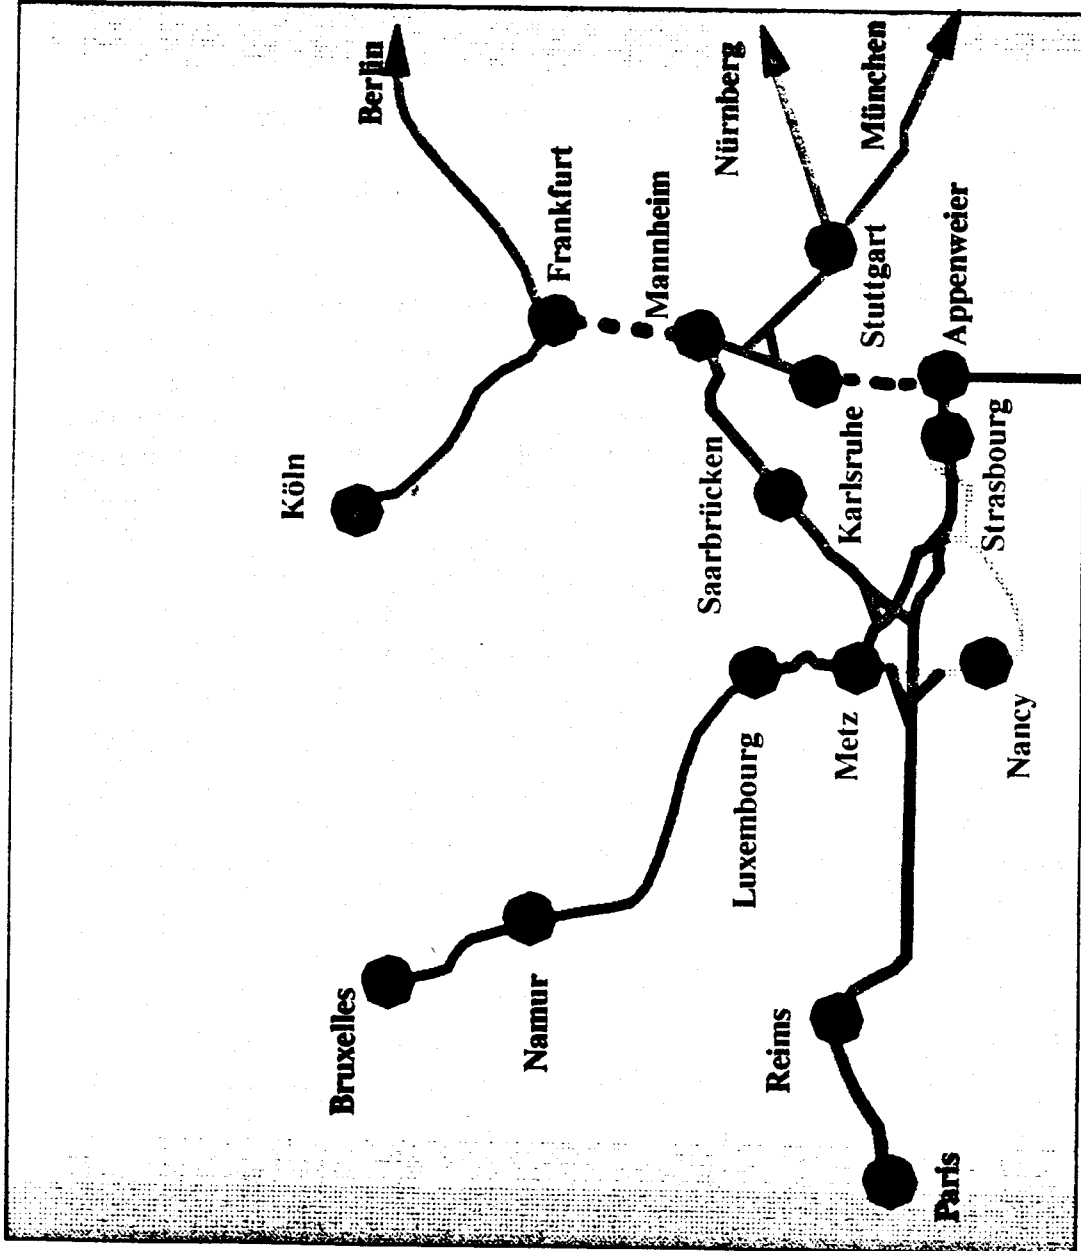 Berlin
Köln
Frankfurt
Bruxelles
Namur
Mannheim
Nürnberg
Saarbrücken
Luxembourg
München
Stuttgart
Karlsruhe
Metz
Reims
Appenweier
Strasbourg
Nancy
Paris